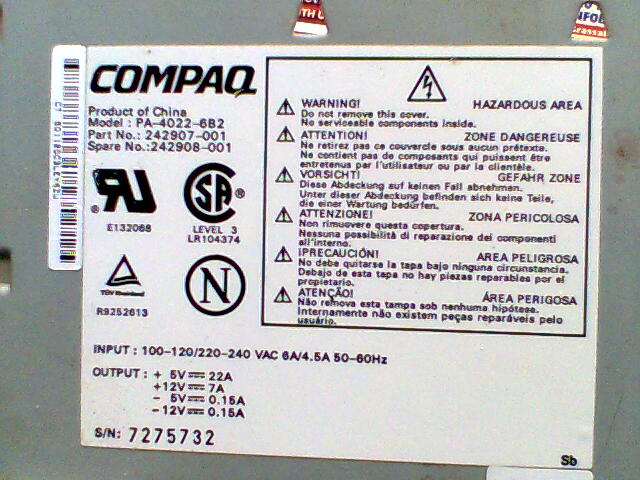 COMPAQ
Product of China
Model : PA-4022-6B2
Part No.: 242907-001
Spare No.:242908-001
E132068
SA
LEVEL 3
LR104374
TÜV Rheinland
R9252613
N
HAZARDOUS AREA
WARNING!
Do not remove this cover.
No serviceable components inside.
ATTENTION!
ZONE DANGEREUSE
Ne retirez pas ce couvercle sous aucun prétexte.
Ne contient pas de composants qui puissent être
entretenus par l'utilisateur ou par la clientèle.
VORSICHT!
GEFAHR ZONE
Diese Abdeckung auf keinen Fall abnehmen.
Unter dieser Abdeckung befinden sich keine Teile,
die einer Wartung bedürfen.
ATTENZIONE!
ZONA PERICOLOSA
Non rimuovere questa copertura.
Nessuna possibilità di reparazione dei componenti
all'interno.
¡PRECAUCIÓN!
AREA PELIGROSA
No debe quitarse la tapa bajo ninguna circunstancia.
Debajo de esta tapa no hay piezas reparables por el
propietario.
ATENÇÃO!
ÁREA PERIGOSA
Não remova esta tampa sob nenhuma hipótese.
Internamente não existem peças reparáveis pelo
usuário.
INPUT : 100-120/220-240 VAC 6A/4.5A 50-60Hz
OUTPUT : + 5V 22A
+12V 7A
- 5V 0.15A
-12V 0.15A
S/N: 7275732
Sb